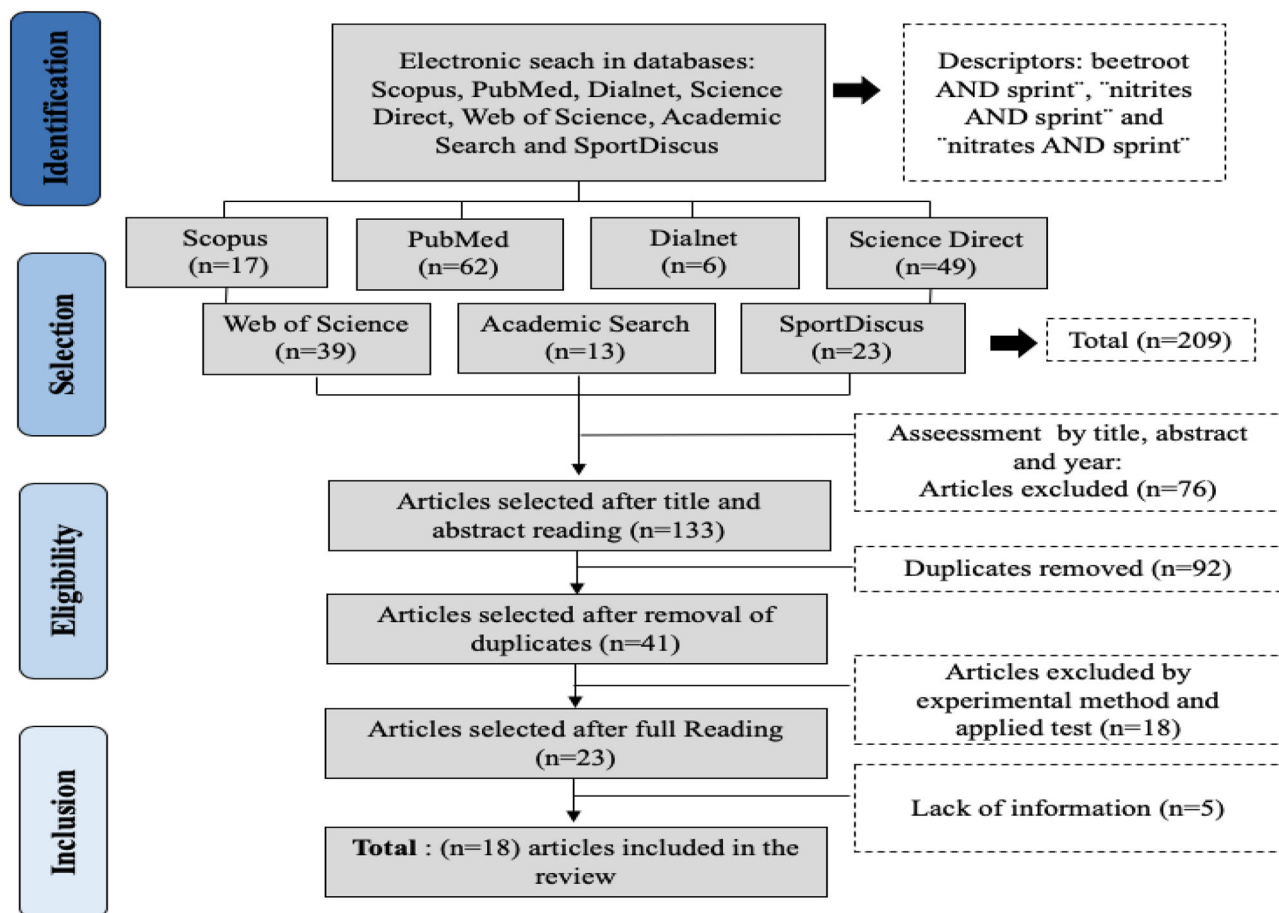 Identification
Electronic seach in databases:
Scopus, PubMed, Dialnet, Science
Direct, Web of Science, Academic
Search and SportDiscus
Descriptors: beetroot
AND sprint¨, ¨nitrites
AND sprint¨ and
¨nitrates AND sprint¨
Selection
Scopus
(n=17)
PubMed
(n=62)
Dialnet
(n=6)
Science Direct
(n=49)
Web of Science
(n=39)
Academic Search
(n=13)
SportDiscus
(n=23)
Total (n=209)
Asseessment by title, abstract
and year:
Articles excluded (n=76)
Eligibility
Articles selected after title and
abstract reading (n=133)
Duplicates removed (n=92)
Articles selected after removal of
duplicates (n=41)
Articles excluded by
experimental method and
applied test (n=18)
Articles selected after full Reading
(n=23)
Inclusion
Lack of information (n=5)
Total : (n=18) articles included in the
review